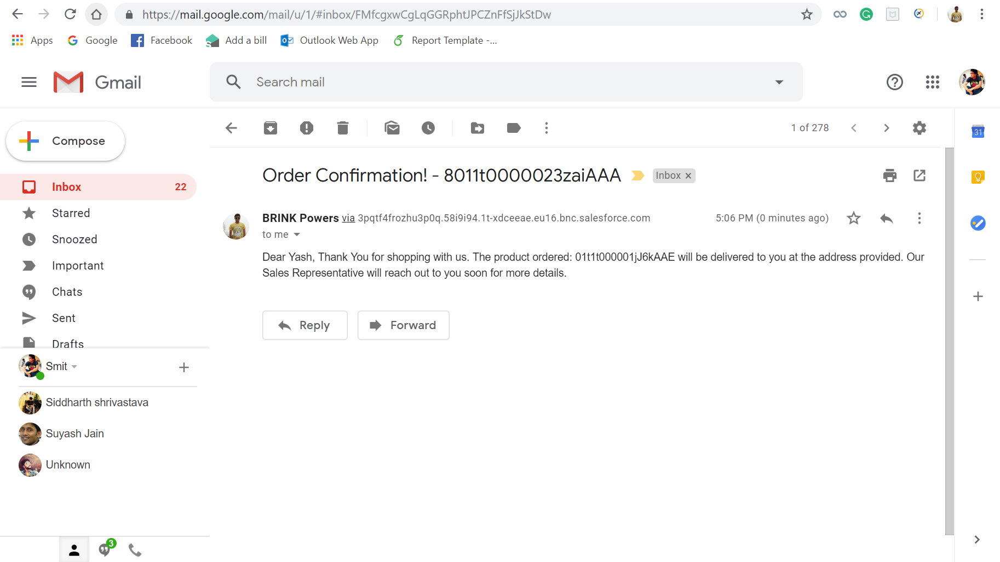 https://mail.google.com/mail/u/1/#inbox/FMfcgxwCgLqGGRphtJPCZnFfSjJkStDw
Apps Google Facebook Add a bill Outlook Web App Report Template -...
Gmail
Search mail
Compose
1 of 278
31
Inbox 22
Starred
Snoozed
Important
Chats
Sent
Drafts
Order Confirmation! - 8011t0000023zaiAAA Inbox x
BRINK Powers via 3pqtf4frozhu3p0q.58i9i94.1t-xdceeae.eu16.bnc.salesforce.com 5:06 PM (0 minutes ago)
to me
Dear Yash, Thank You for shopping with us. The product ordered: 01t1t000001jJ6kAAE will be delivered to you at the address provided. Our
Sales Representative will reach out to you soon for more details.
Reply Forward
Smit
Siddharth shrivastava
Suyash Jain
Unknown
3